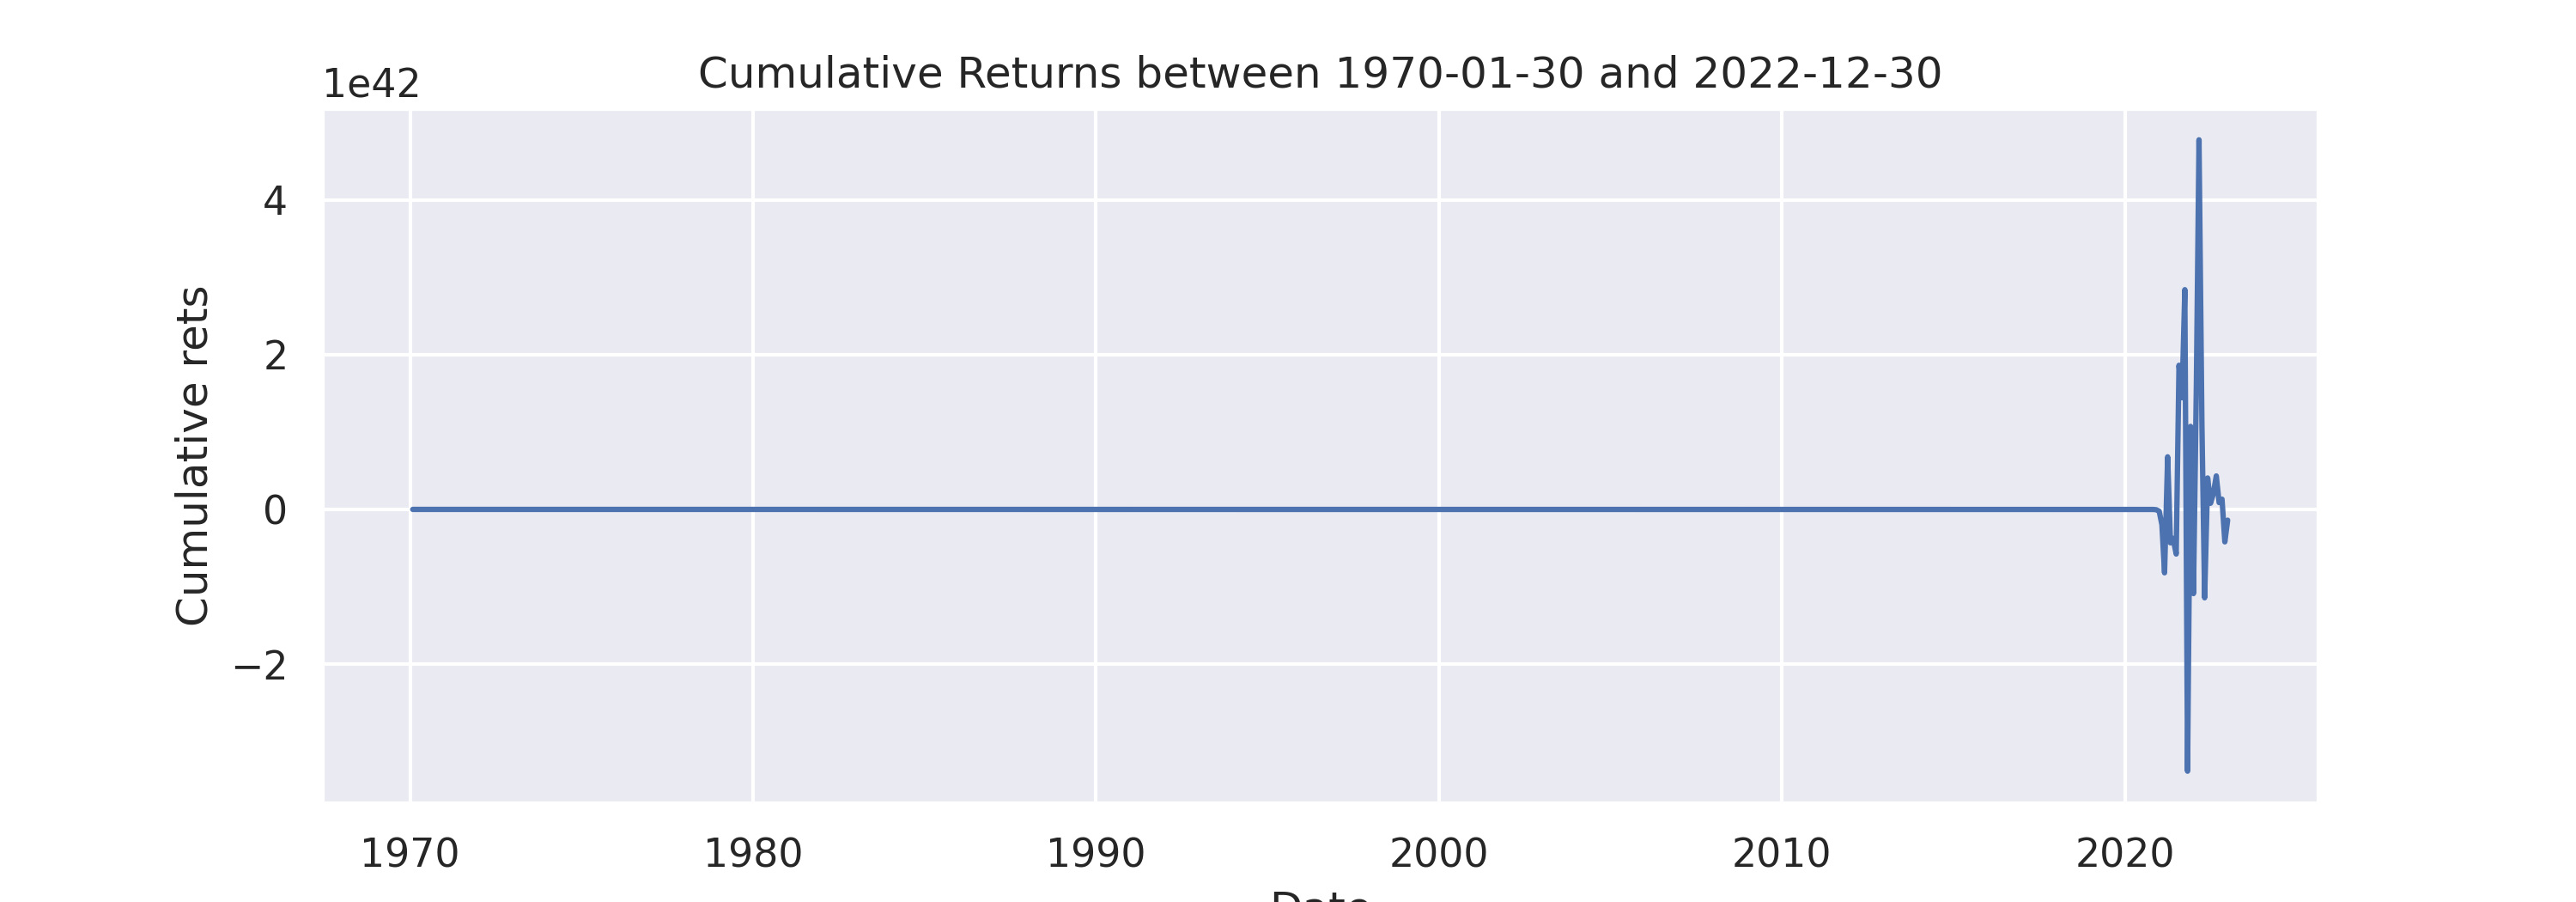 Cumulative Returns between 1970-01-30 and 2022-12-30
1e42
4
2
0
−2
Cumulative rets
1970 1980 1990 2000 2010 2020
Date